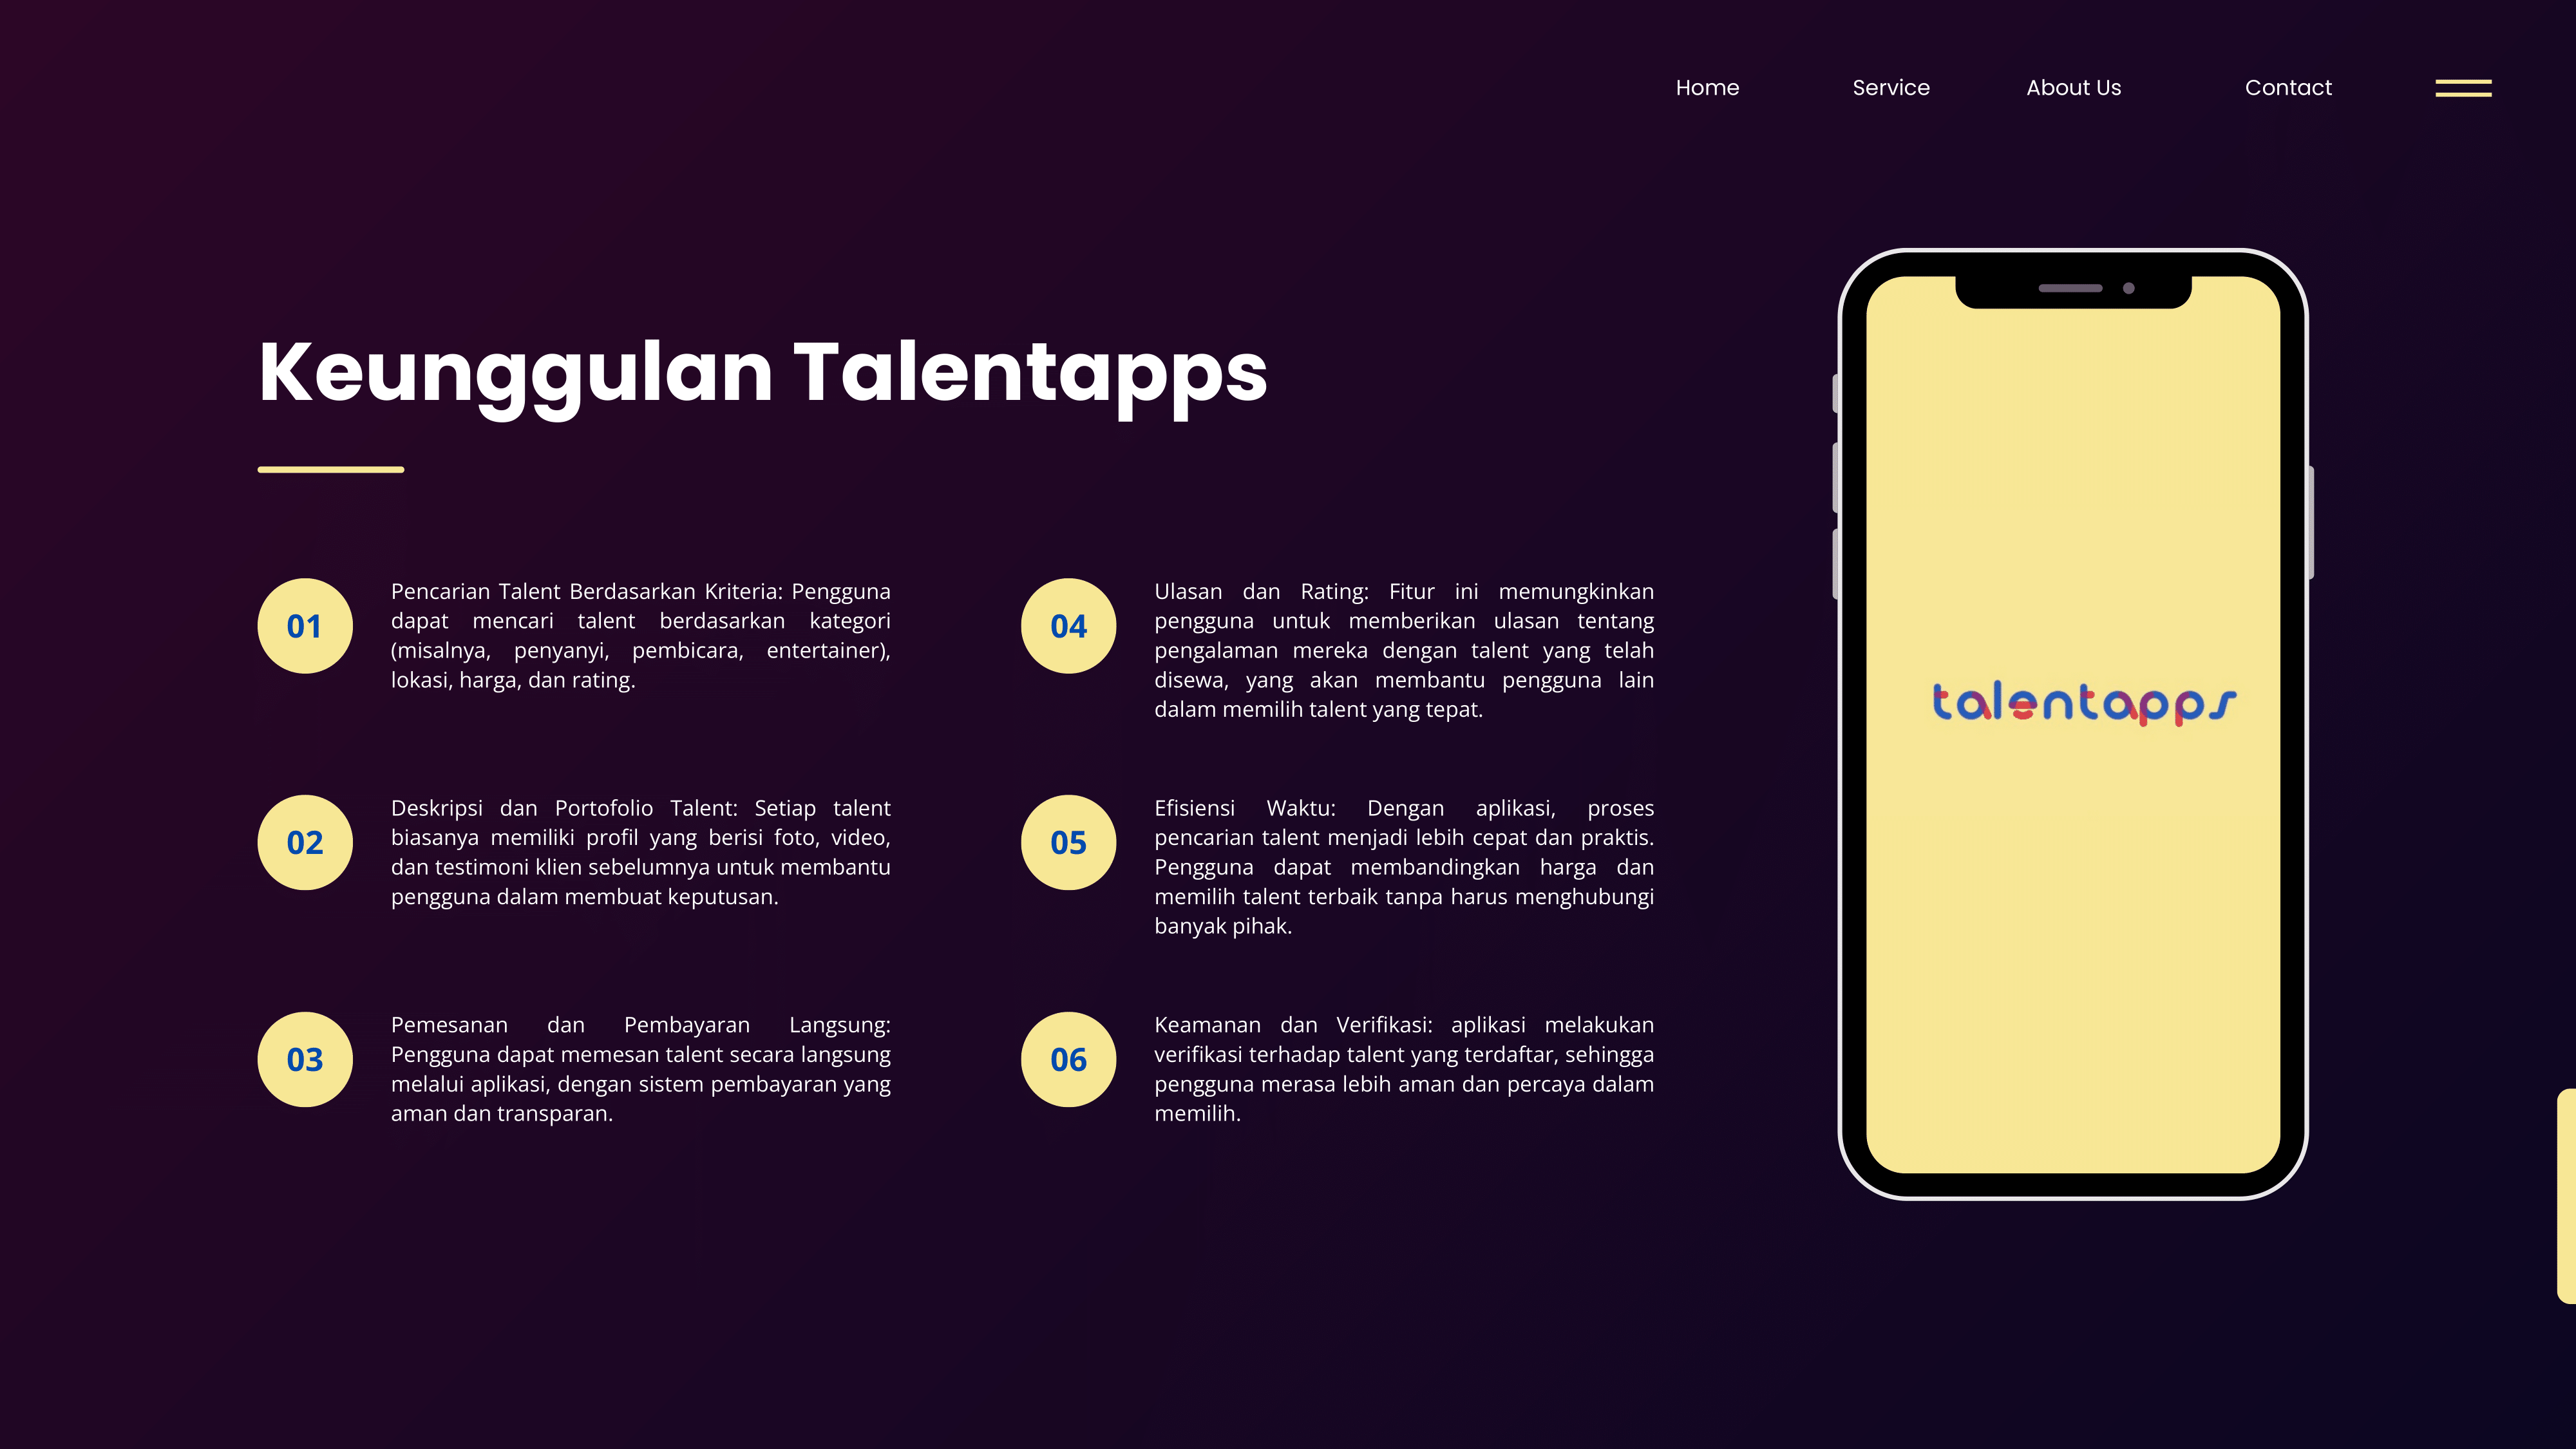 Home Service About Us Contact
Keunggulan Talentapps
01
Pencarian Talent Berdasarkan Kriteria: Pengguna
dapat mencari talent berdasarkan kategori
(misalnya, penyanyi, pembicara, entertainer),
lokasi, harga, dan rating.
02
Deskripsi dan Portofolio Talent: Setiap talent
biasanya memiliki profil yang berisi foto, video,
dan testimoni klien sebelumnya untuk membantu
pengguna dalam membuat keputusan.
03
Pemesanan dan Pembayaran Langsung:
Pengguna dapat memesan talent secara langsung
melalui aplikasi, dengan sistem pembayaran yang
aman dan transparan.
04
Ulasan dan Rating: Fitur ini memungkinkan
pengguna untuk memberikan ulasan tentang
pengalaman mereka dengan talent yang telah
disewa, yang akan membantu pengguna lain
dalam memilih talent yang tepat.
05
Efisiensi Waktu: Dengan aplikasi, proses
pencarian talent menjadi lebih cepat dan praktis.
Pengguna dapat membandingkan harga dan
memilih talent terbaik tanpa harus menghubungi
banyak pihak.
06
Keamanan dan Verifikasi: aplikasi melakukan
verifikasi terhadap talent yang terdaftar, sehingga
pengguna merasa lebih aman dan percaya dalam
memilih.
talentapps